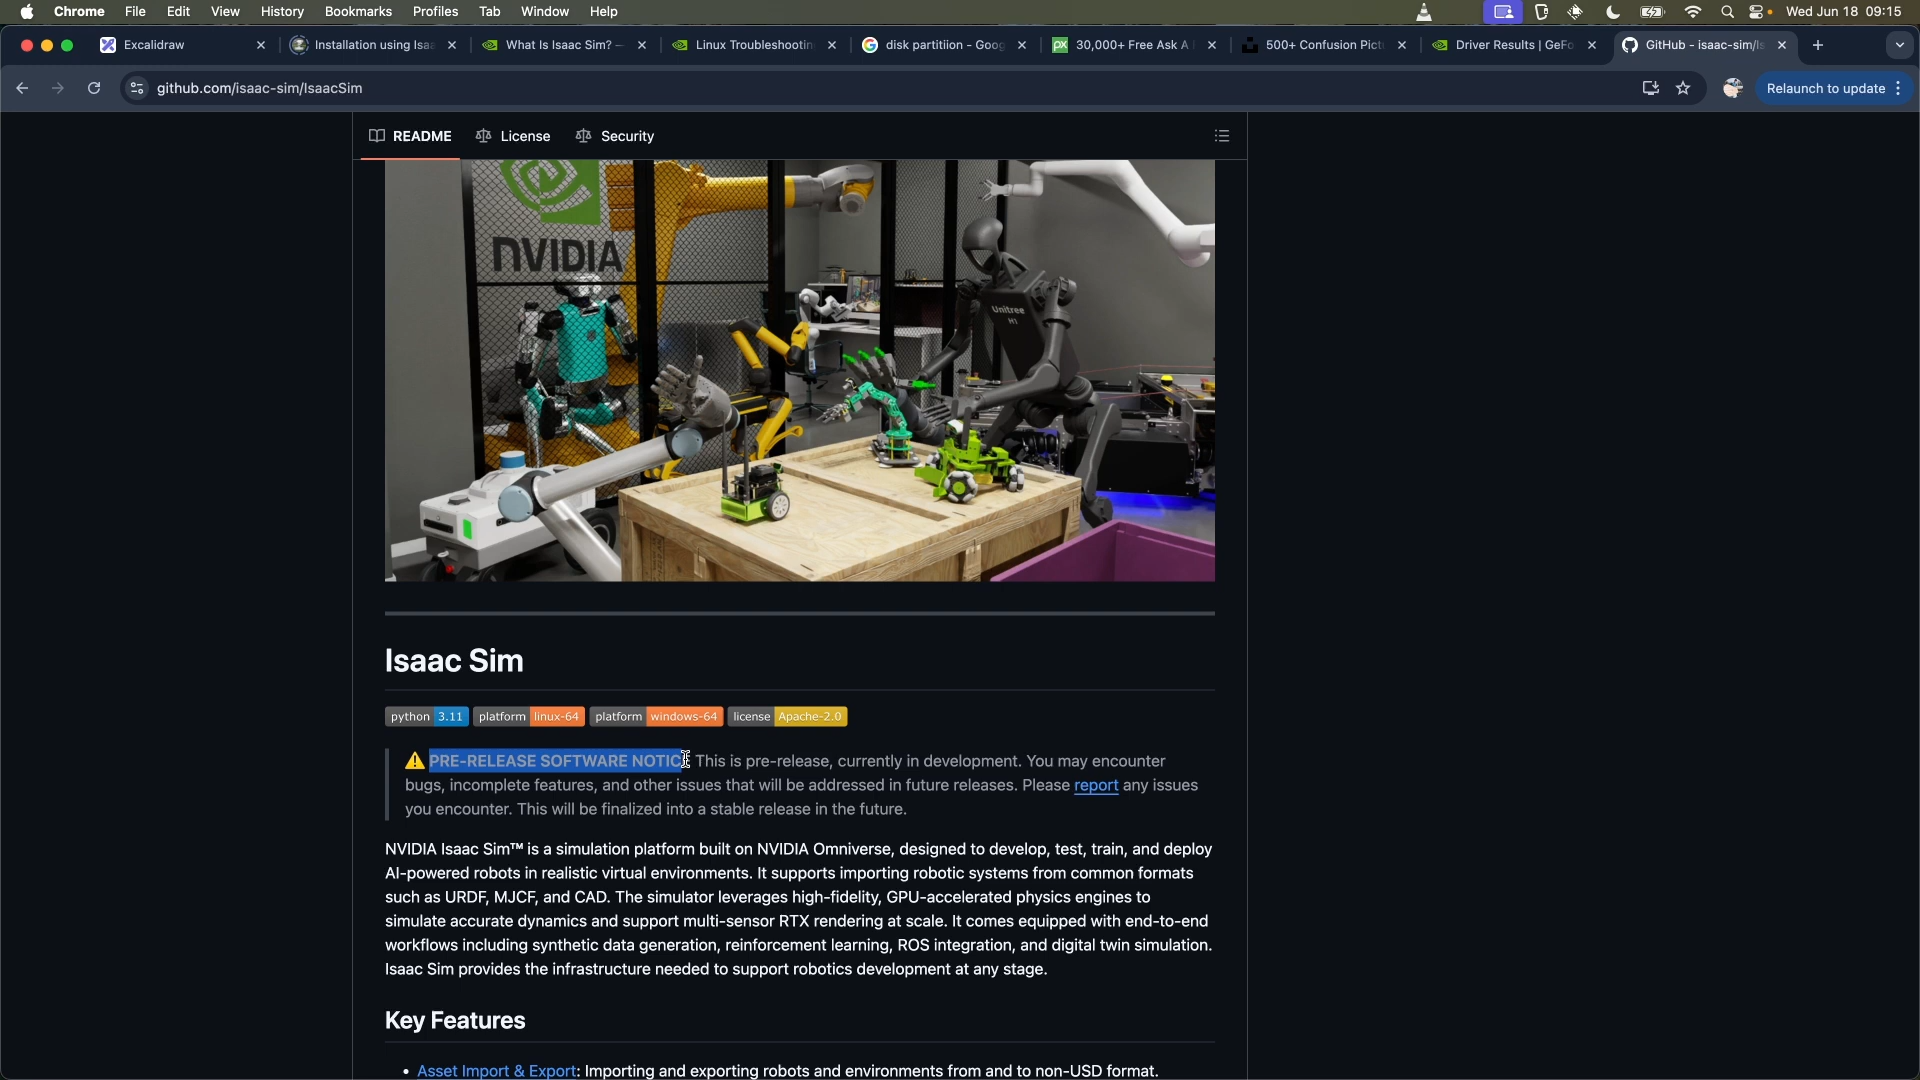 Chrome File Edit View History Bookmarks Profiles Tab Window Help Wed Jun 18 09:15
Excalidraw Installation using Isaa What Is Isaac Sim? — Linux Troubleshootin disk partitiion - Goog 30,000+ Free Ask A 500+ Confusion Pict Driver Results | GeFo GitHub - isaac-sim/Is
github.com/isaac-sim/IsaacSim Relaunch to update
README License Security
NVIDIA
Unitree
H1
Isaac Sim
python 3.11 platform linux-64 platform windows-64 license Apache-2.0
⚠️ PRE-RELEASE SOFTWARE NOTIC This is pre-release, currently in development. You may encounter
bugs, incomplete features, and other issues that will be addressed in future releases. Please report any issues
you encounter. This will be finalized into a stable release in the future.
NVIDIA Isaac Sim™ is a simulation platform built on NVIDIA Omniverse, designed to develop, test, train, and deploy
AI-powered robots in realistic virtual environments. It supports importing robotic systems from common formats
such as URDF, MJCF, and CAD. The simulator leverages high-fidelity, GPU-accelerated physics engines to
simulate accurate dynamics and support multi-sensor RTX rendering at scale. It comes equipped with end-to-end
workflows including synthetic data generation, reinforcement learning, ROS integration, and digital twin simulation.
Isaac Sim provides the infrastructure needed to support robotics development at any stage.
Key Features
• Asset Import & Export: Importing and exporting robots and environments from and to non-USD format.